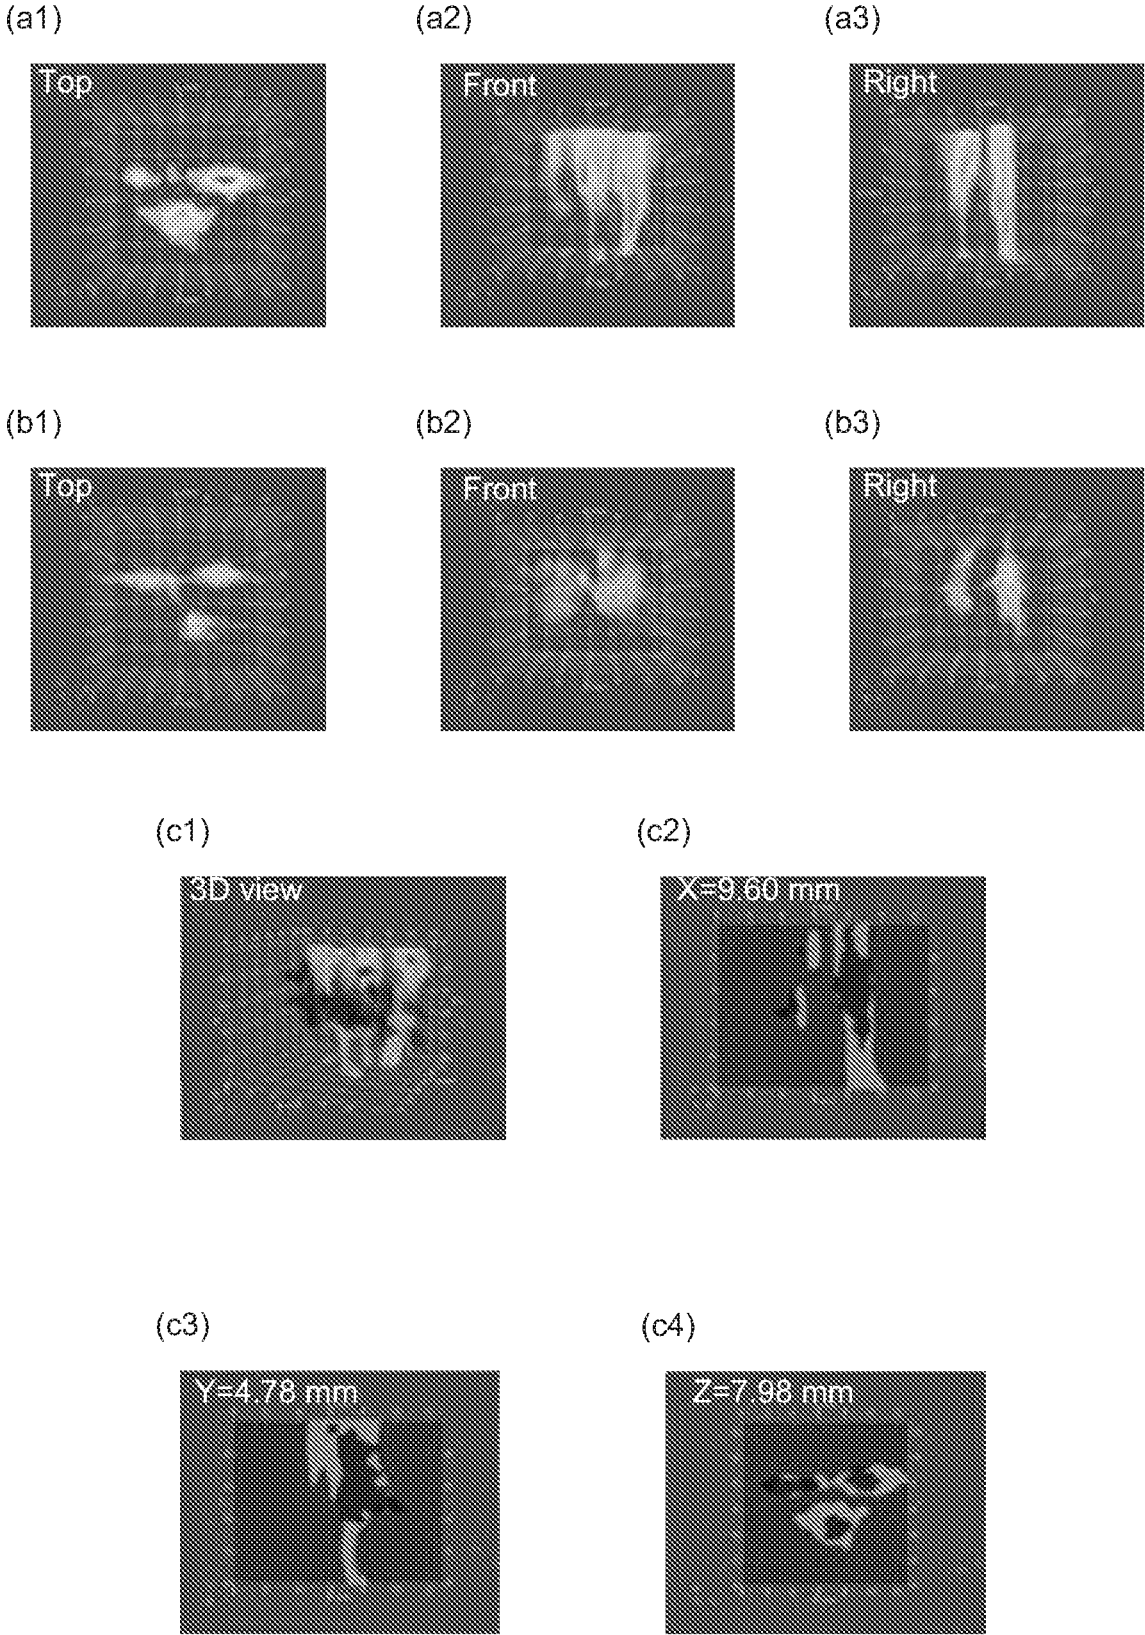 (a1)
(a2)
(a3)
Top
Front
Right
(b1)
(b2)
(b3)
Top
Front
Right
(c1)
(c2)
3D view
X=9.60 mm
(c3)
(c4)
Y=4.78 mm
Z=7.98 mm